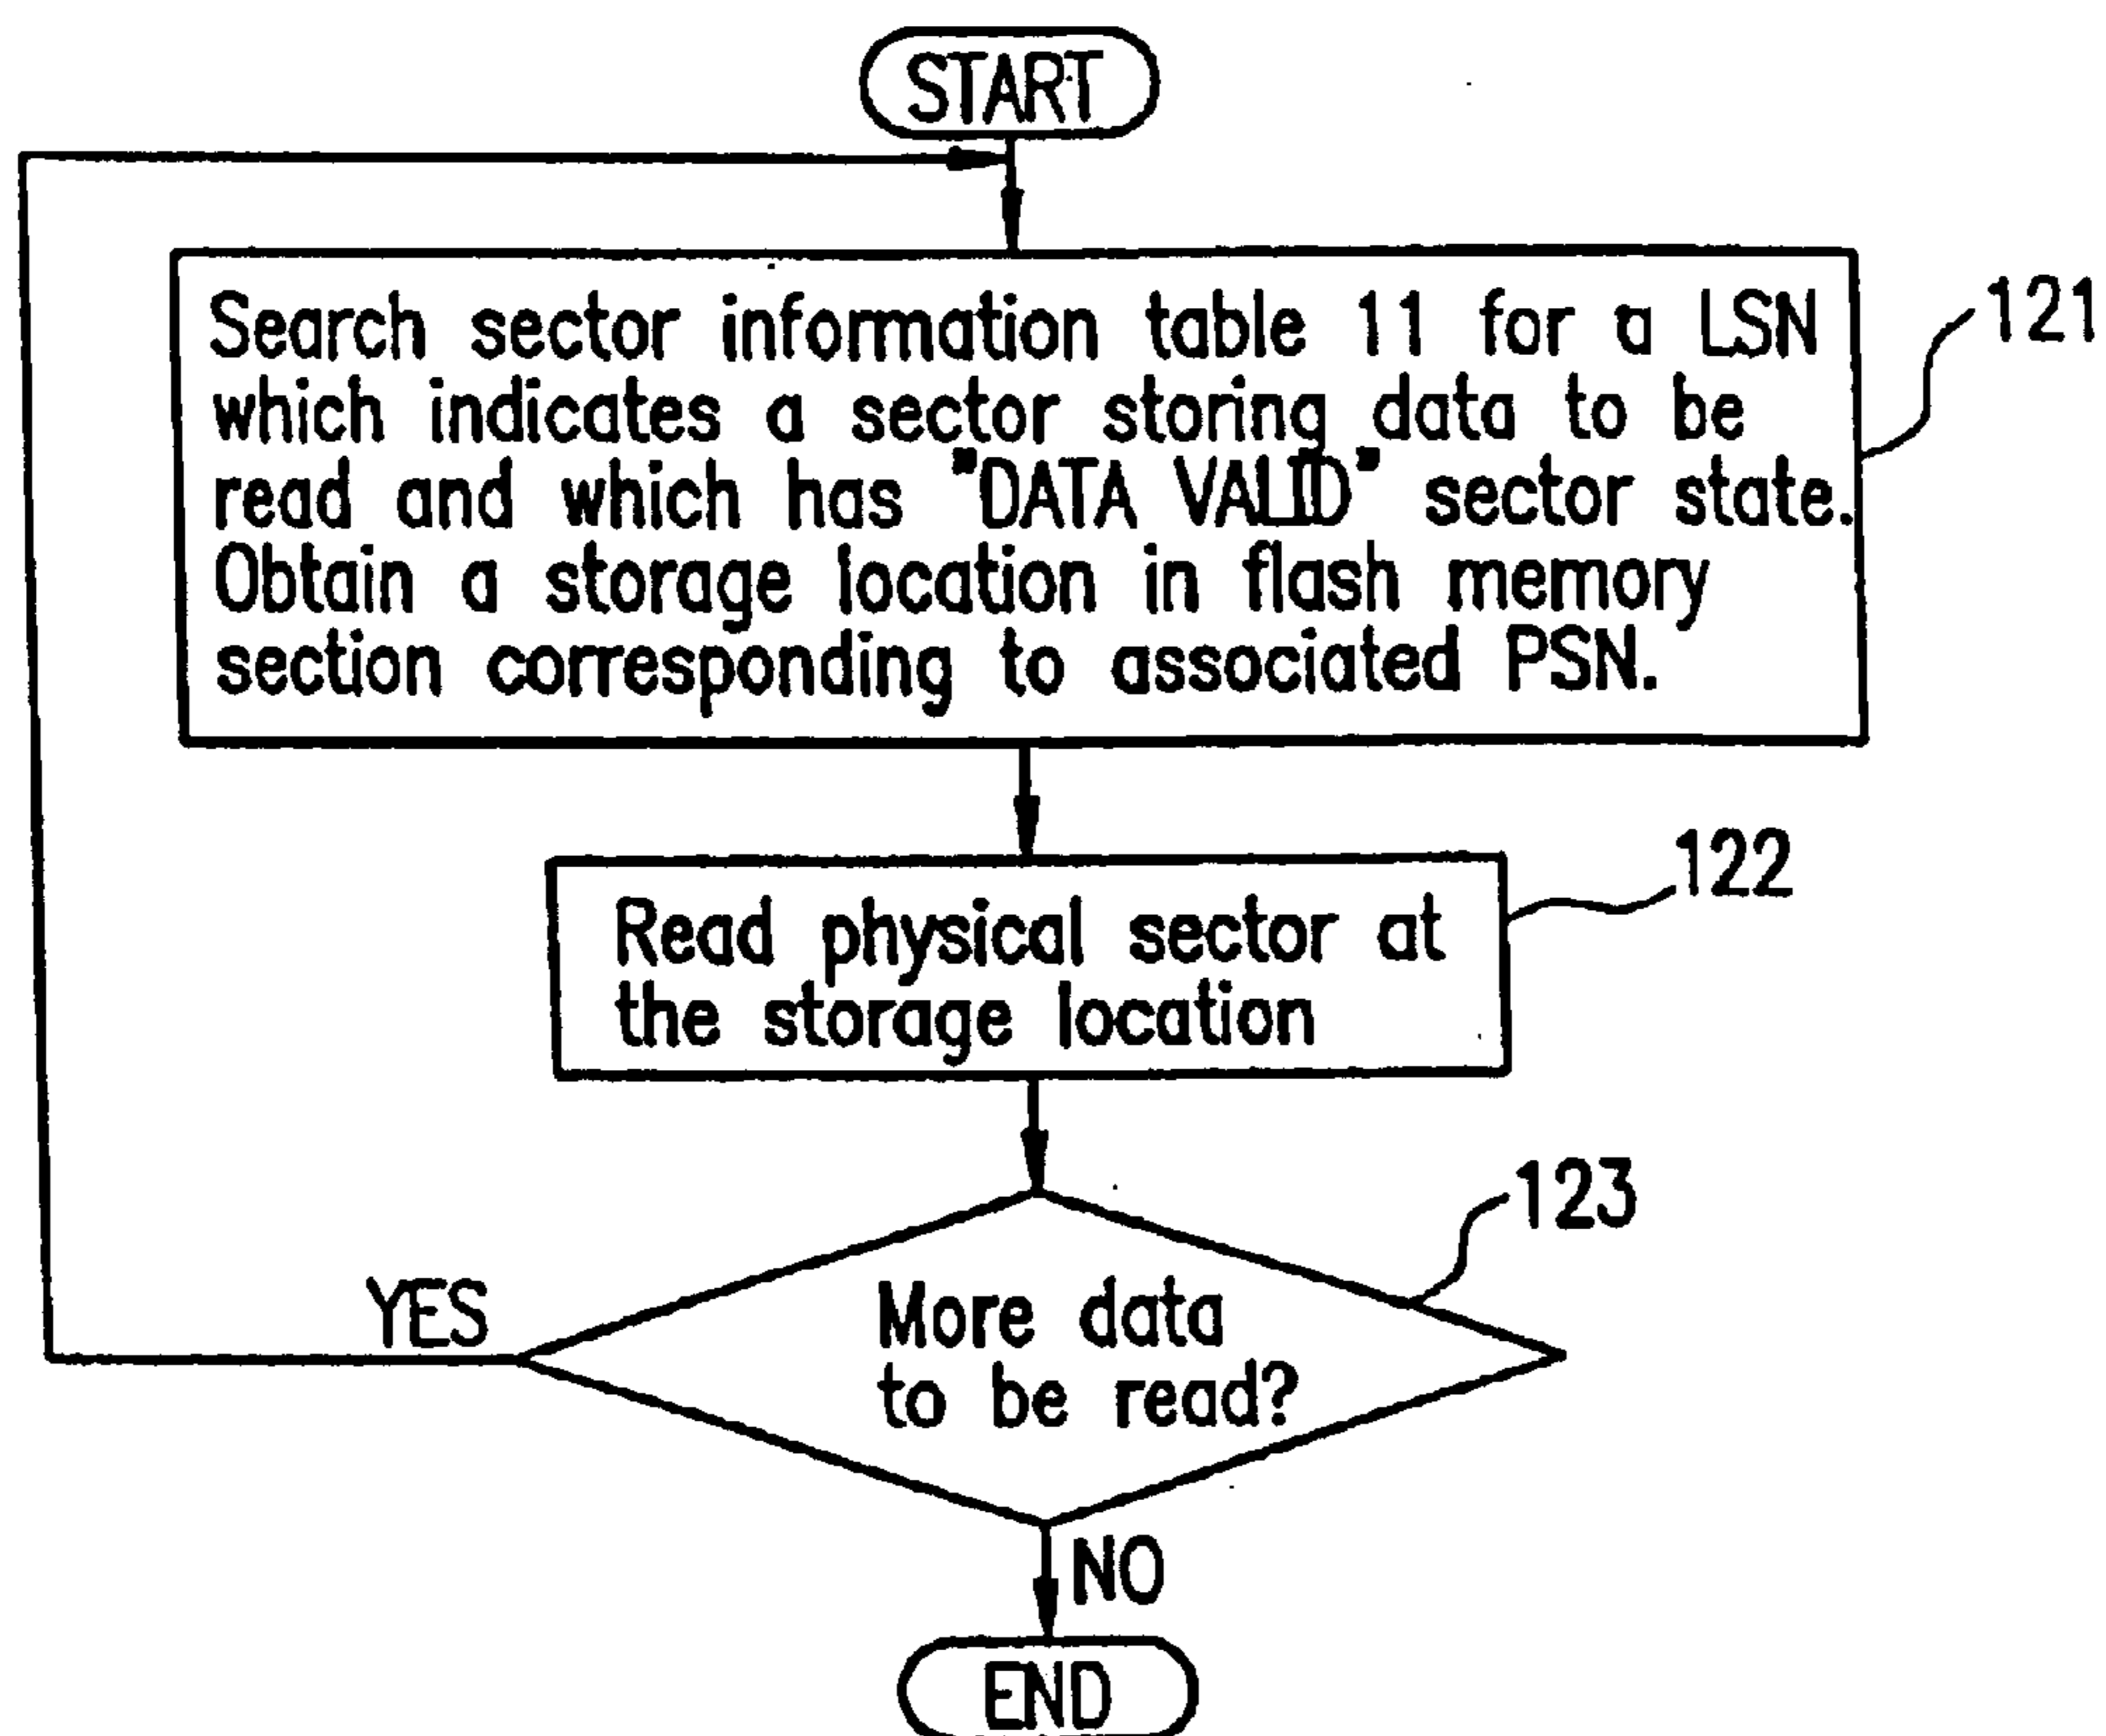 START
Search sector information table 11 for a LSN
which indicates a sector storing data to be
read and which has "DATA VALID" sector state.
Obtain a storage location in flash memory
section corresponding to associated PSN.
121
Read physical sector at
the storage location
122
123
More data
to be read?
YES
NO
END